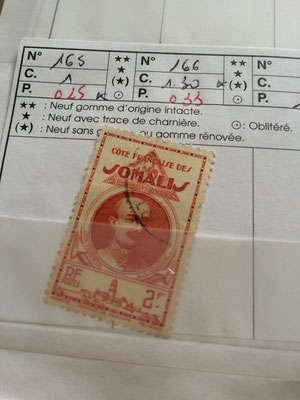 N° 165 ★★ N° 166 ★★ N°
C. 1 (★) C. 1.30 (★) C.
P. 0.25 ⊙ P. 0.33 ⊙ P.
★★ : Neuf gomme d'origine intacte.
★ : Neuf avec trace de charnière. ⊙: Oblitéré.
(★) : Neuf sans ou gomme rénovée.
CÔTE FRANÇAISE DES
SOMALIS
RF
2F